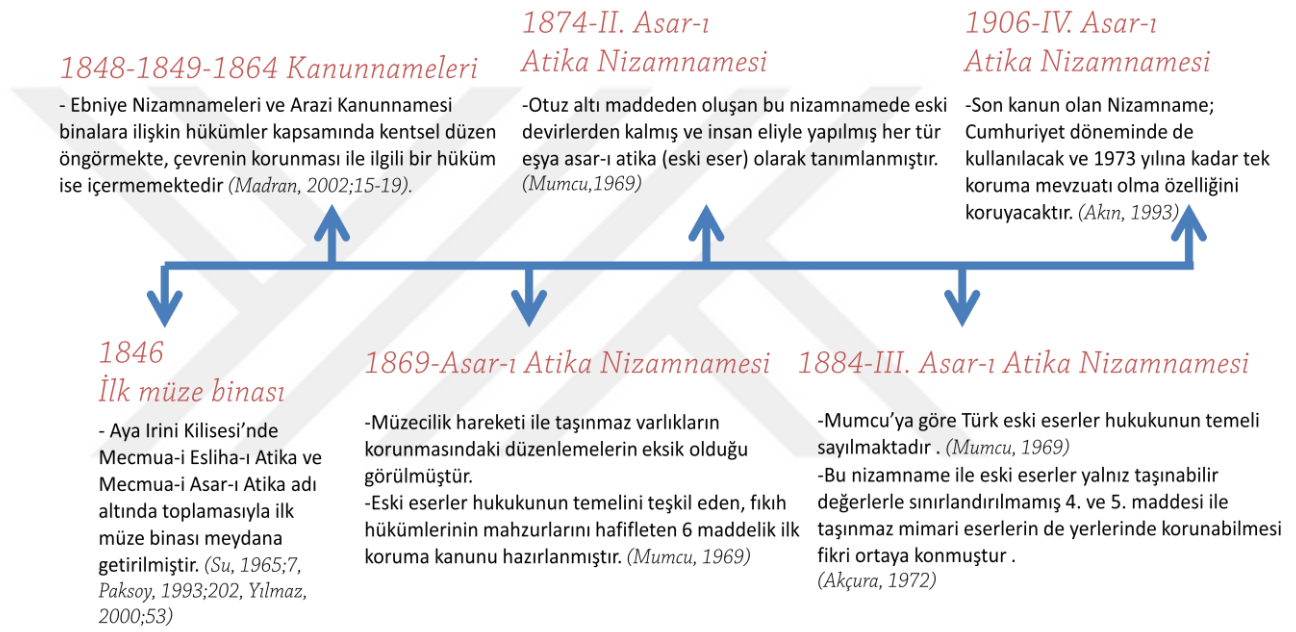 1848-1849-1864 Kanunnameleri
- Ebniye Nizamnameleri ve Arazi Kanunnamesi
binalara ilişkin hükümler kapsamında kentsel düzen
öngörmekte, çevrenin korunması ile ilgili bir hüküm
ise içermemektedir (Madran, 2002;15-19).
1874-II. Asar-ı
Atika Nizamnamesi
-Otuz altı maddeden oluşan bu nizamnamede eski
devirlerden kalmış ve insan eliyle yapılmış her tür
eşya asar-ı atika (eski eser) olarak tanımlanmıştır.
(Mumcu,1969)
1906-IV. Asar-ı
Atika Nizamnamesi
-Son kanun olan Nizamname;
Cumhuriyet döneminde de
kullanılacak ve 1973 yılına kadar tek
koruma mevzuatı olma özelliğini
koruyacaktır. (Akın, 1993)
1846
İlk müze binası
- Aya Irini Kilisesi’nde
Mecmua-i Esliha-ı Atika ve
Mecmua-i Asar-ı Atika adı
altında toplamasıyla ilk
müze binası meydana
getirilmiştir. (Su, 1965;7,
Paksoy, 1993;202, Yılmaz,
2000;53)
1869-Asar-ı Atika Nizamnamesi
-Müzecilik hareketi ile taşınmaz varlıkların
korunmasındaki düzenlemelerin eksik olduğu
görülmüştür.
-Eski eserler hukukunun temelini teşkil eden, fıkıh
hükümlerinin mahzurlarını hafifleten 6 maddelik ilk
koruma kanunu hazırlanmıştır. (Mumcu, 1969)
1884-III. Asar-ı Atika Nizamnamesi
-Mumcu’ya göre Türk eski eserler hukukunun temeli
sayılmaktadır . (Mumcu, 1969)
-Bu nizamname ile eski eserler yalnız taşınabilir
değerlerle sınırlandırılmamış 4. ve 5. maddesi ile
taşınmaz mimari eserlerin de yerlerinde korunabilmesi
fikri ortaya konmuştur .
(Akçura, 1972)